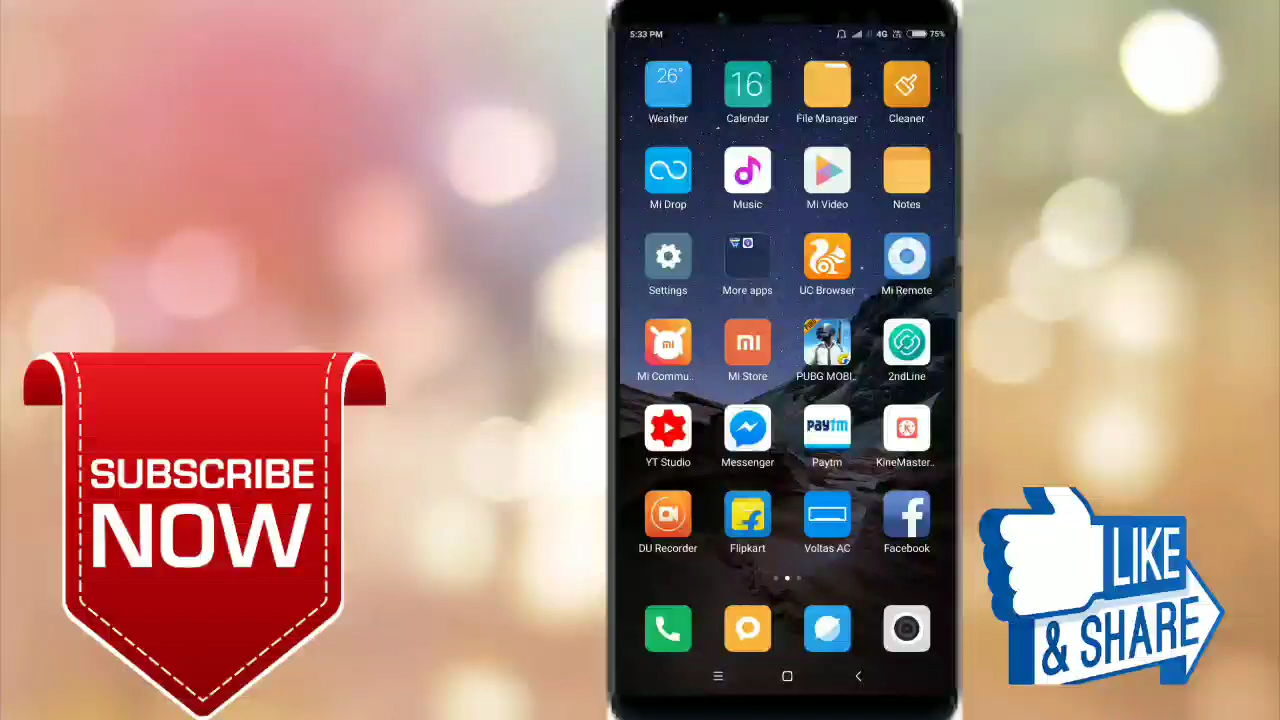 5:33 PM
4G
75%
26°
16
Weather
Calendar
File Manager
Cleaner
Mi Drop
Music
Mi Video
Notes
Settings
More apps
UC Browser
Mi Remote
mi
mi
Mi Commu..
Mi Store
PUBG MOBI..
2ndLine
paytm
K
YT Studio
Messenger
Paytm
KineMaster..
DU Recorder
Flipkart
Voltas AC
Facebook
SUBSCRIBE
NOW
LIKE
& SHARE